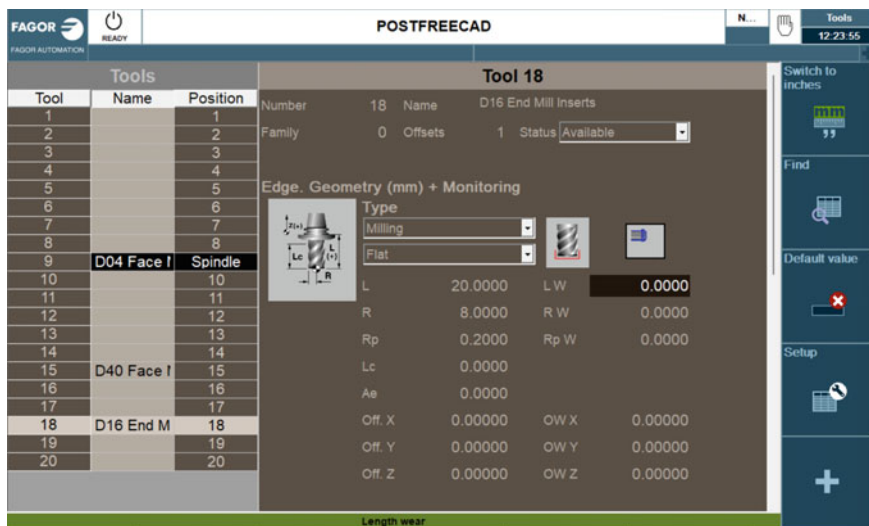 FAGOR
FAGOR AUTOMATION
READY
POSTFREECAD
N...
Tools
12:23:55
Tools
Tool Name Position
1 1
2 2
3 3
4 4
5 5
6 6
7 7
8 8
9 D04 Face Spindle
10 10
11 11
12 12
13 13
14 14
15 D40 Face 15
16 16
17 17
18 D16 End M 18
19 19
20 20
Tool 18
Number 18 Name D16 End Mill Inserts
Family 0 Offsets 1 Status Available
Edge. Geometry (mm) + Monitoring
Type
Milling
Flat
Z(+)
Lc
L
(+)
R
L 20.0000 L W 0.0000
R 8.0000 R W 0.0000
Rp 0.2000 Rp W 0.0000
Lc 0.0000
Ae 0.0000
Off. X 0.00000 OW X 0.00000
Off. Y 0.00000 OW Y 0.00000
Off. Z 0.00000 OW Z 0.00000
Length wear
Switch to
inches
mm
Find
Default value
Setup